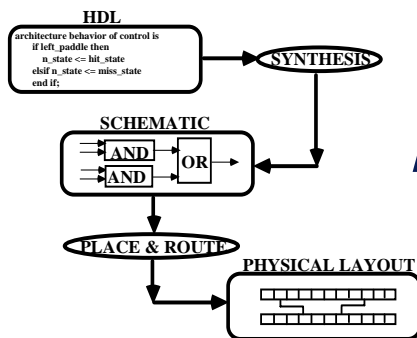 HDL
architecture behavior of control is
if left_paddle then
n_state <= hit_state
elsif n_state <= miss_state
end if;
SYNTHESIS
SCHEMATIC
AND
OR
AND
PLACE & ROUTE
PHYSICAL LAYOUT